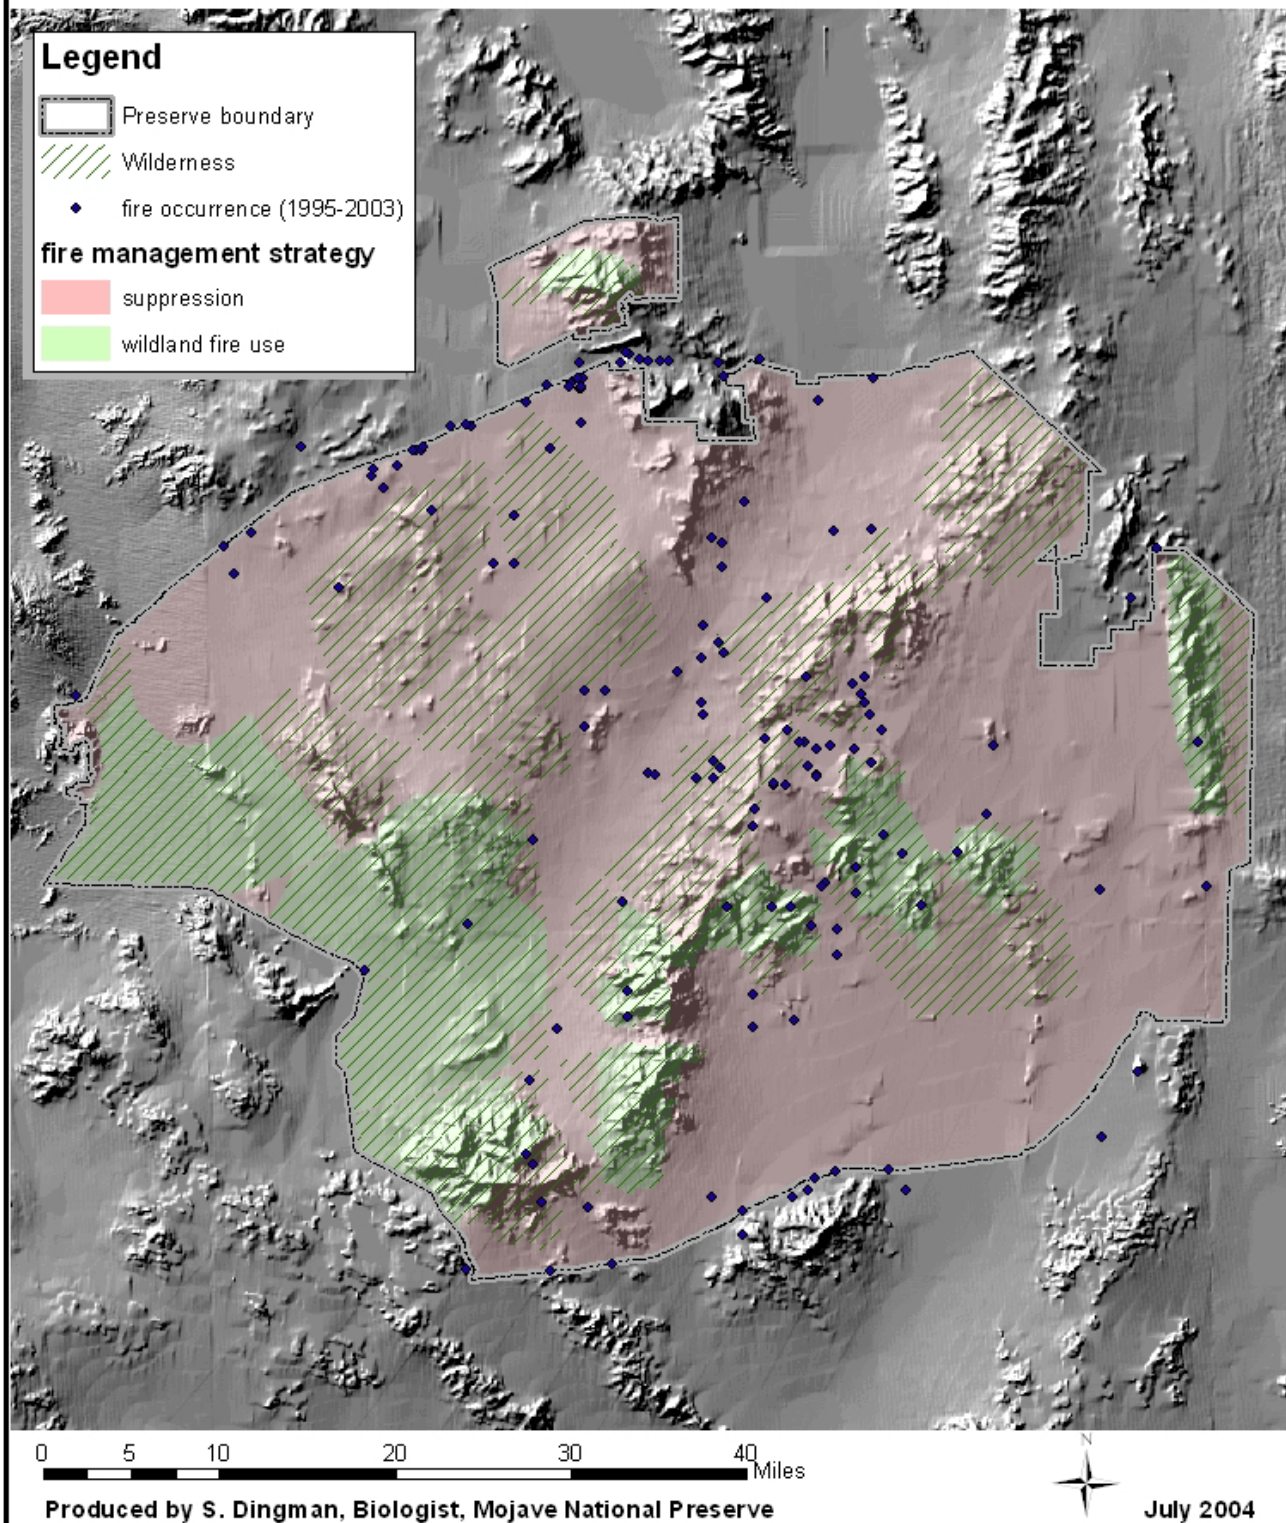 Legend
Preserve boundary
Wilderness
fire occurrence (1995-2003)
fire management strategy
suppression
wildland fire use
0 5 10 20 30 40
Miles
N
Produced by S. Dingman, Biologist, Mojave National Preserve
July 2004